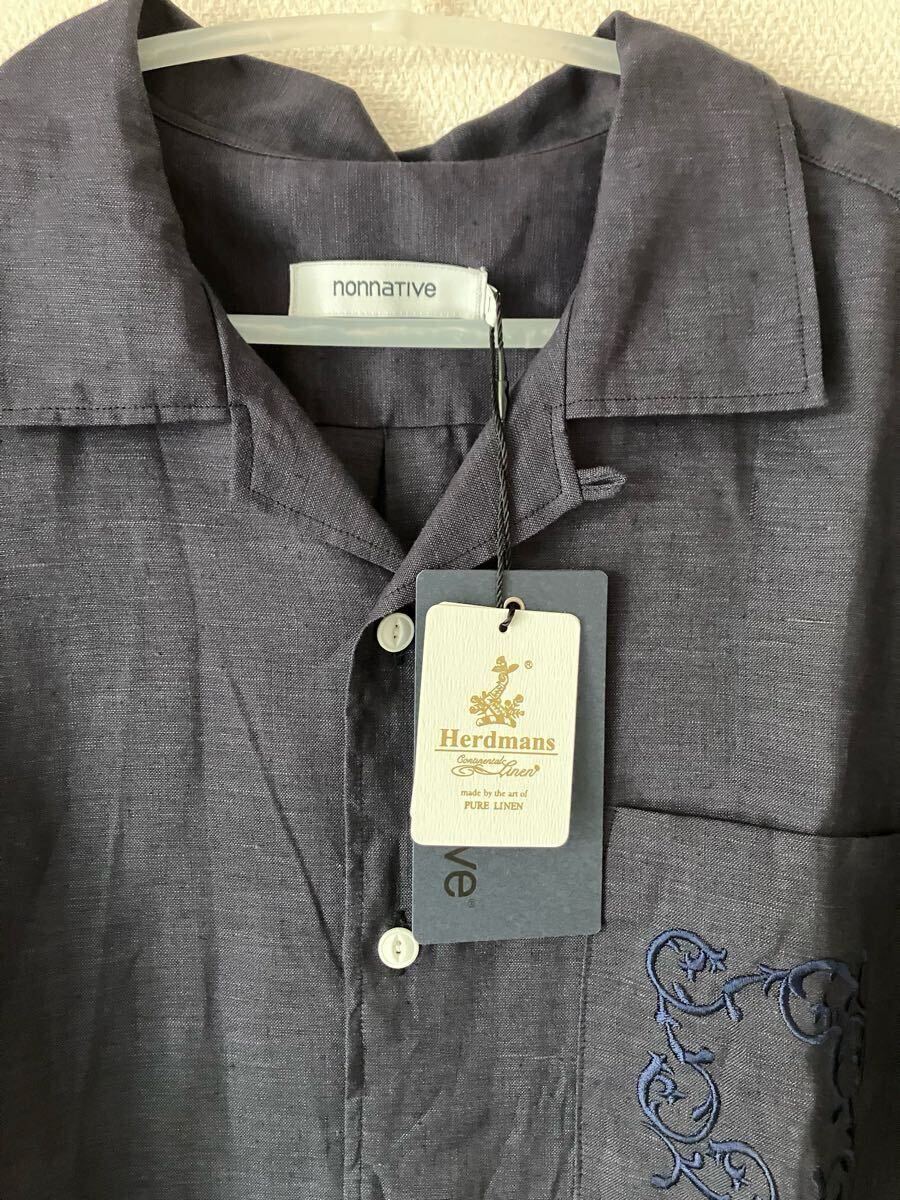 nonnative
®
Herdmans
Continental
Linen
made by the art of
PURE LINEN
ve®